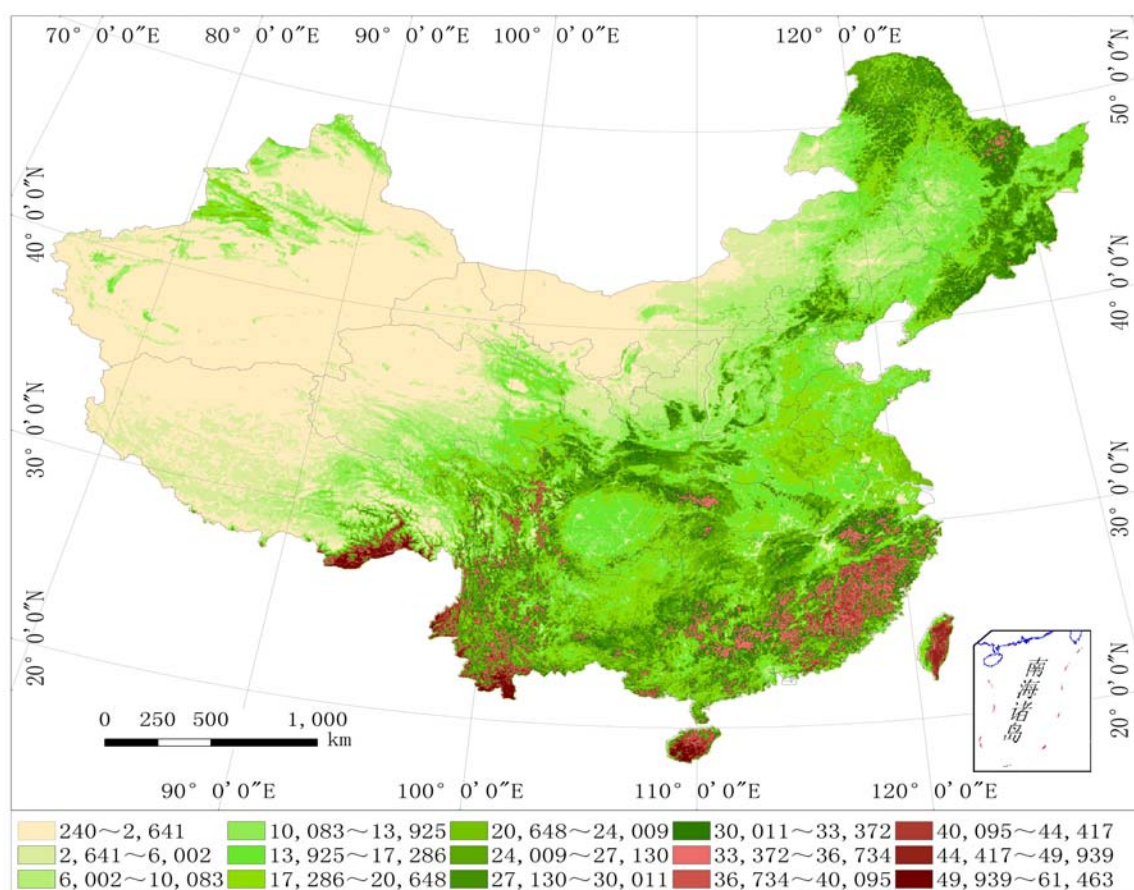 70° 0'0"E 80° 0'0"E 90° 0'0"E 100° 0'0"E 120° 0'0"E
50° 0'0"N
40° 0'0"N
40° 0'0"N
30° 0'0"N
30° 0'0"N
20° 0'0"N
20° 0'0"N
南海诸岛
0 250 500 1,000
km
90° 0'0"E 100° 0'0"E 110° 0'0"E 120° 0'0"E
240～2,641 10,083～13,925 20,648～24,009 30,011～33,372 40,095～44,417
2,641～6,002 13,925～17,286 24,009～27,130 33,372～36,734 44,417～49,939
6,002～10,083 17,286～20,648 27,130～30,011 36,734～40,095 49,939～61,463